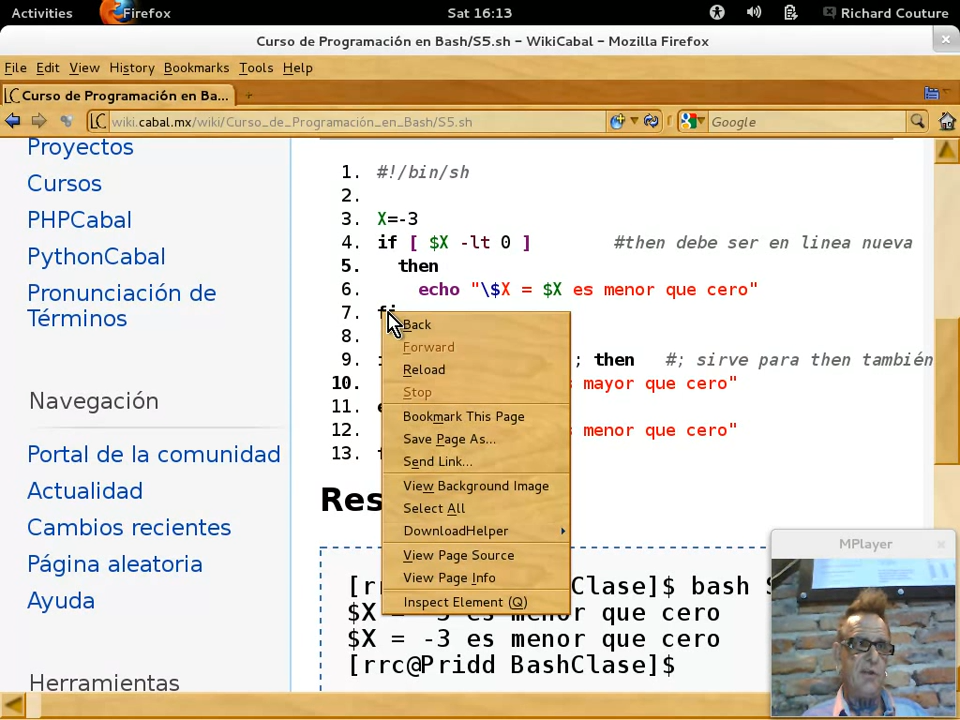 Activities Firefox Sat 16:13 Richard Couture
Curso de Programación en Bash/S5.sh - WikiCabal - Mozilla Firefox
File Edit View History Bookmarks Tools Help
Curso de Programación en Ba...
wiki.cabal.mx/wiki/Curso_de_Programación_en_Bash/S5.sh Google
Proyectos
Cursos
PHPCabal
PythonCabal
Pronunciación de
Términos
Navegación
Portal de la comunidad
Actualidad
Cambios recientes
Página aleatoria
Ayuda
Herramientas
1. #!/bin/sh
2.
3. X=-3
4. if [ $X -lt 0 ] #then debe ser en linea nueva
5. then
6. echo "\$X = $X es menor que cero"
7. fi
8.
9. ; then #; sirve para then también
10. mayor que cero"
11.
12. menor que cero"
13.
Res
[rr Clase]$ bash
$X = -3 es menor que cero
$X = -3 es menor que cero
[rrc@Pridd BashClase]$
Back
Forward
Reload
Stop
Bookmark This Page
Save Page As...
Send Link...
View Background Image
Select All
DownloadHelper
View Page Source
View Page Info
Inspect Element (Q)
MPlayer